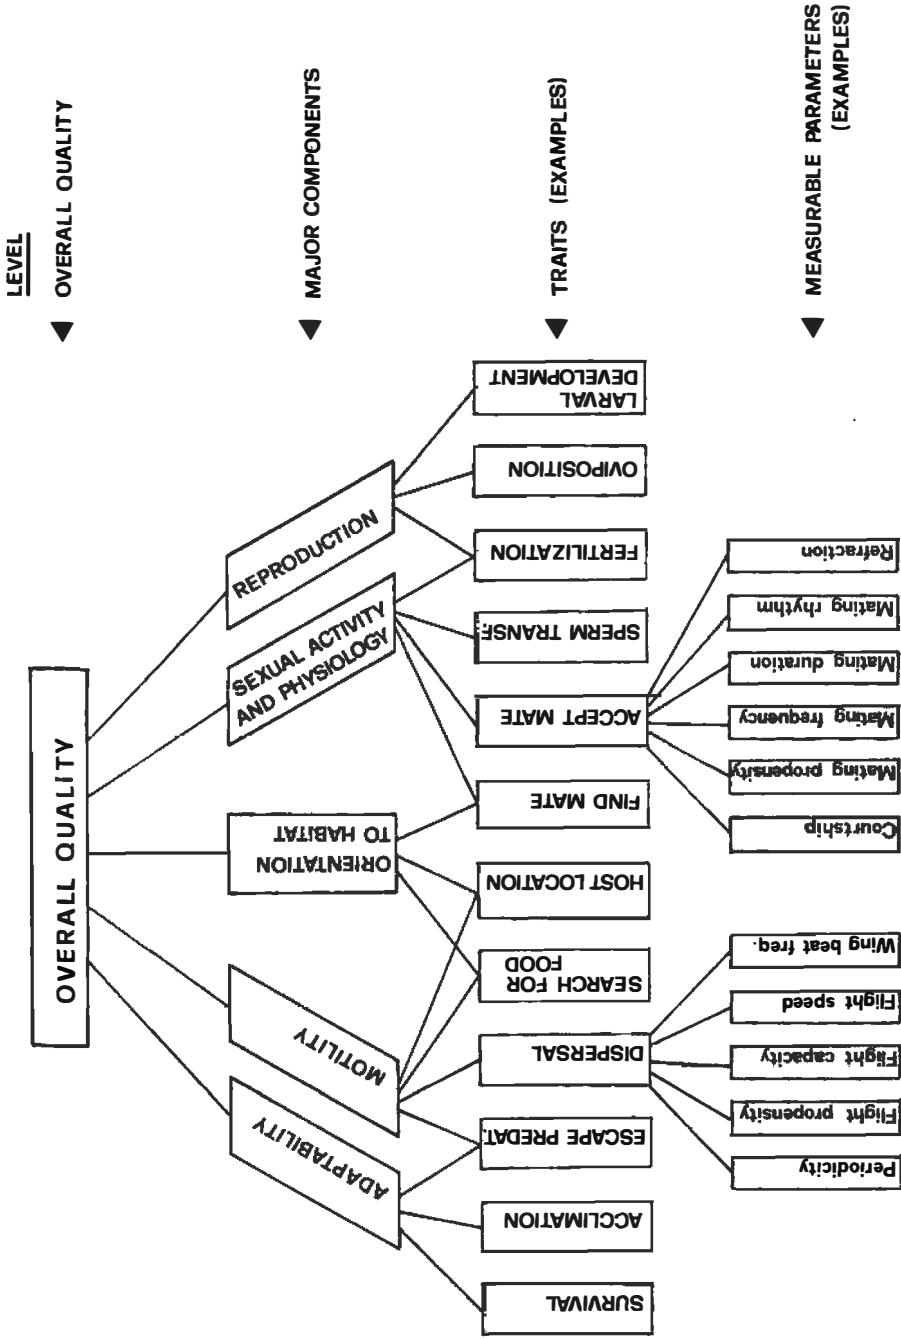 LEVEL
OVERALL QUALITY
MAJOR COMPONENTS
TRAITS (EXAMPLES)
MEASURABLE PARAMETERS
(EXAMPLES)
OVERALL QUALITY
ADAPTABILITY
MOTILITY
ORIENTATION
TO HABITAT
SEXUAL ACTIVITY
AND PHYSIOLOGY
REPRODUCTION
SURVIVAL
ACCLIMATION
ESCAPE PREDAT.
DISPERSAL
SEARCH FOR
FOOD
HOST LOCATION
FIND MATE
ACCEPT MATE
SPERM TRANSF.
FERTILIZATION
OVIPOSITION
LARVAL
DEVELOPMENT
Periodicity
Flight propensity
Flight capacity
Flight speed
Wing beat freq.
Courtship
Mating propensity
Mating frequency
Mating duration
Mating rhythm
Refraction